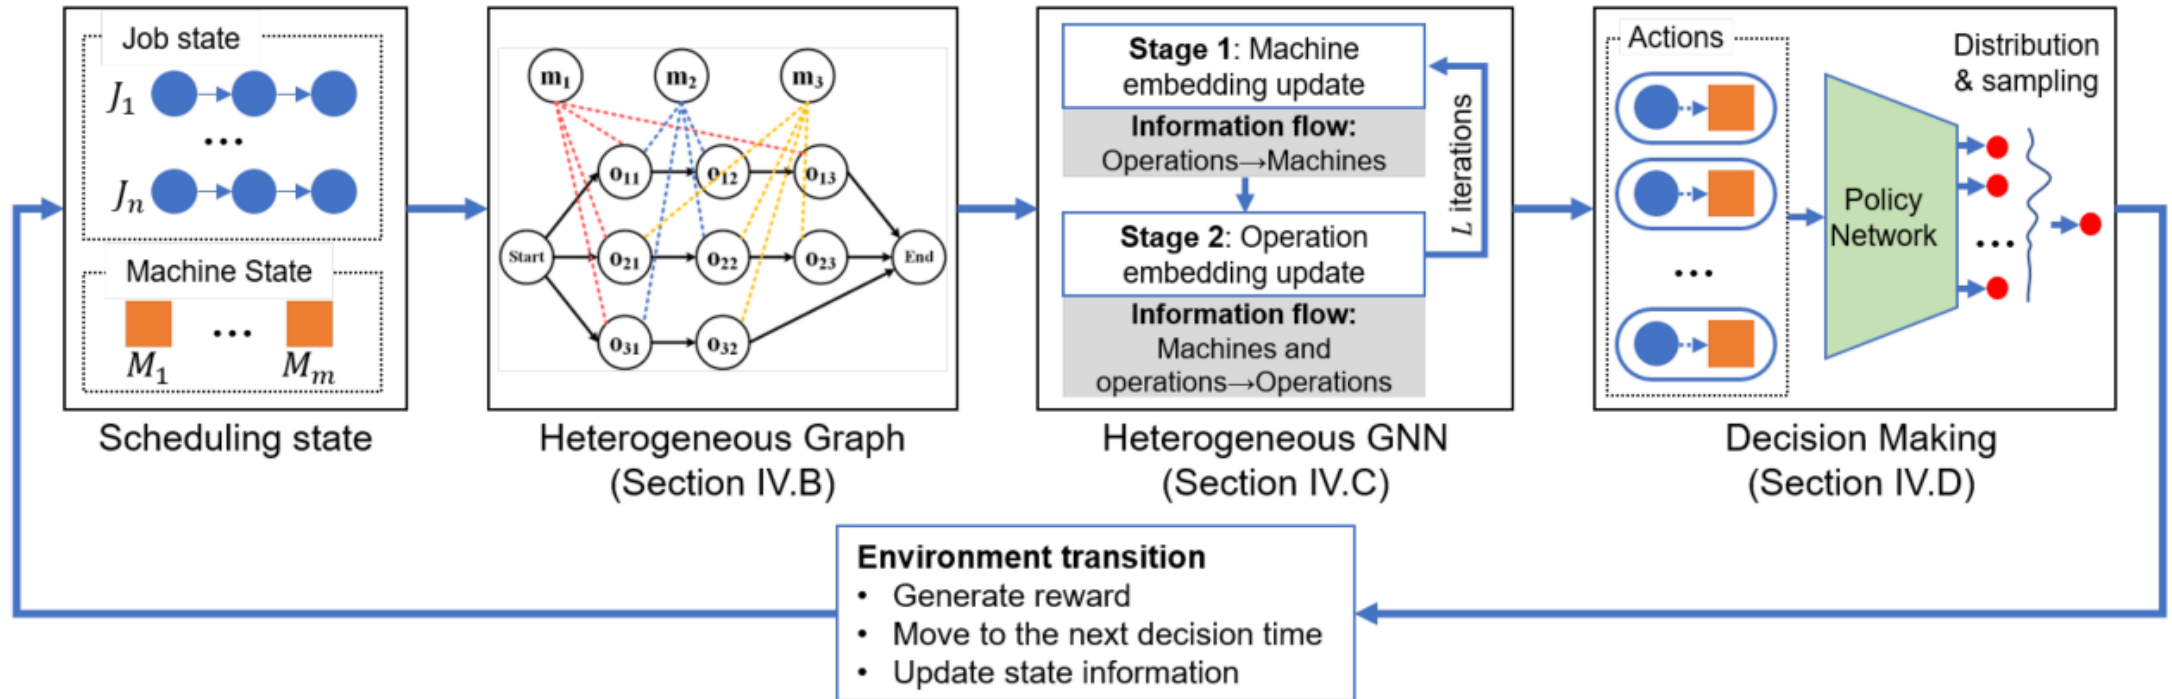 Job state
J₁
...
Jₙ
Machine State
...
M₁ Mₘ
Scheduling state
m₁ m₂ m₃
o₁₁ o₁₂ o₁₃
Start o₂₁ o₂₂ o₂₃ End
o₃₁ o₃₂
Heterogeneous Graph
(Section IV.B)
Stage 1: Machine
embedding update
Information flow:
Operations→Machines
Stage 2: Operation
embedding update
Information flow:
Machines and
operations→Operations
L iterations
Heterogeneous GNN
(Section IV.C)
Actions
...
Policy
Network
Distribution
& sampling
...
Decision Making
(Section IV.D)
Environment transition
• Generate reward
• Move to the next decision time
• Update state information